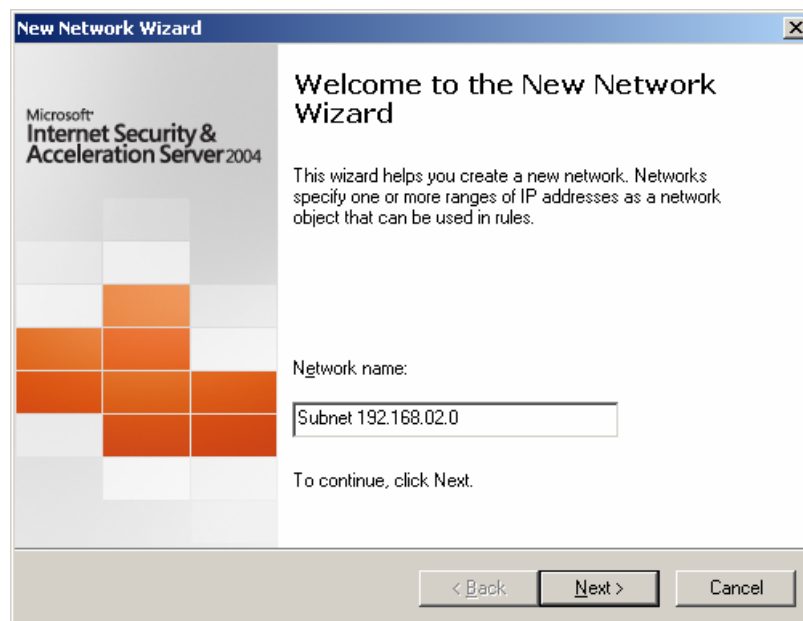 New Network Wizard
Microsoft
Internet Security &
Acceleration Server 2004
Welcome to the New Network
Wizard
This wizard helps you create a new network. Networks
specify one or more ranges of IP addresses as a network
object that can be used in rules.
Network name:
Subnet 192.168.02.0
To continue, click Next.
< Back
Next >
Cancel